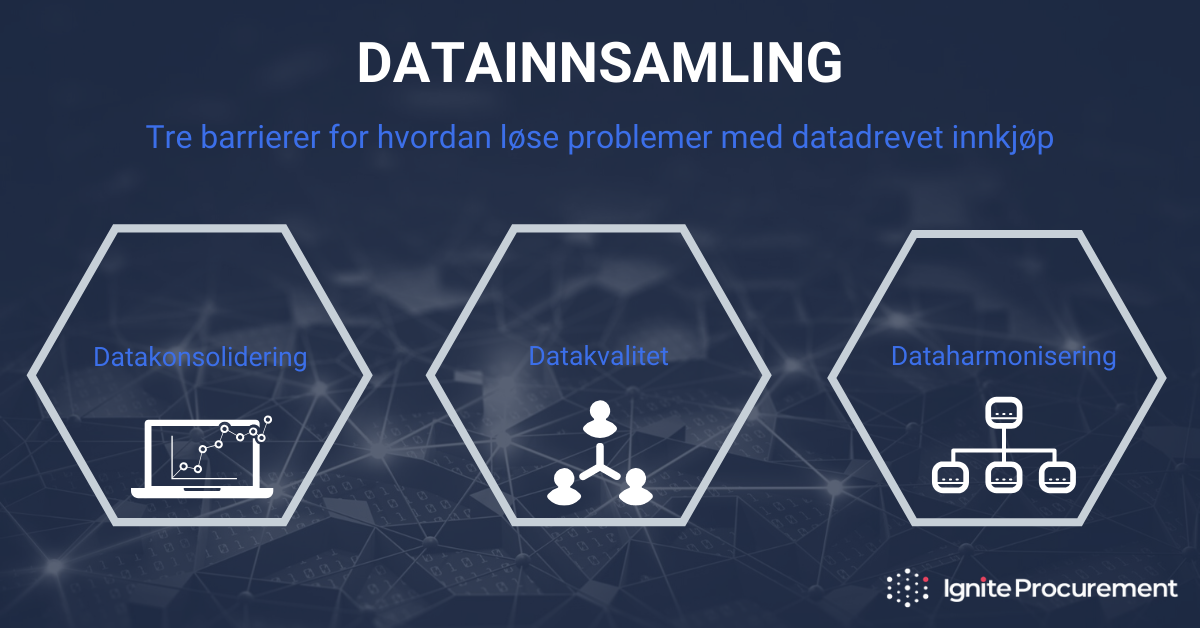 DATAINNSAMLING
Tre barrierer for hvordan løse problemer med datadrevet innkjøp
Datakonsolidering
Datakvalitet
Dataharmonisering
Ignite Procurement